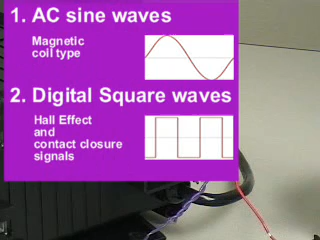 1. AC sine waves
Magnetic
coil type
2. Digital Square waves
Hall Effect
and
contact closure
signals